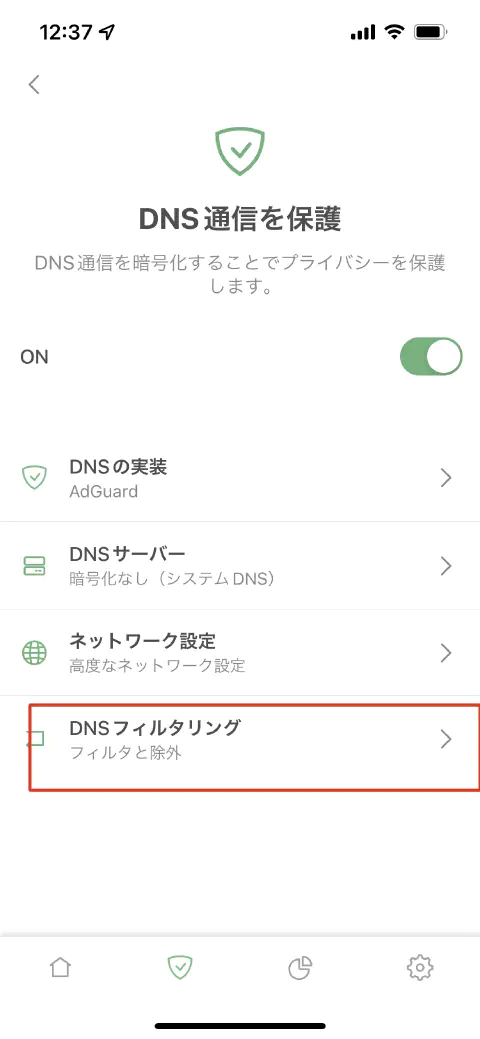 12:37
DNS通信を保護
DNS通信を暗号化することでプライバシーを保護
します。
ON
DNSの実装
AdGuard
DNSサーバー
暗号化なし（システムDNS）
ネットワーク設定
高度なネットワーク設定
DNSフィルタリング
フィルタと除外